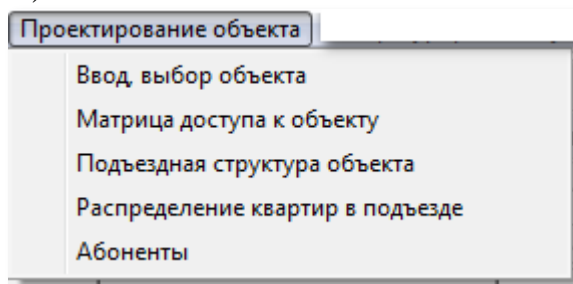 Проектирование объекта
Ввод, выбор объекта
Матрица доступа к объекту
Подъездная структура объекта
Распределение квартир в подъезде
Абоненты